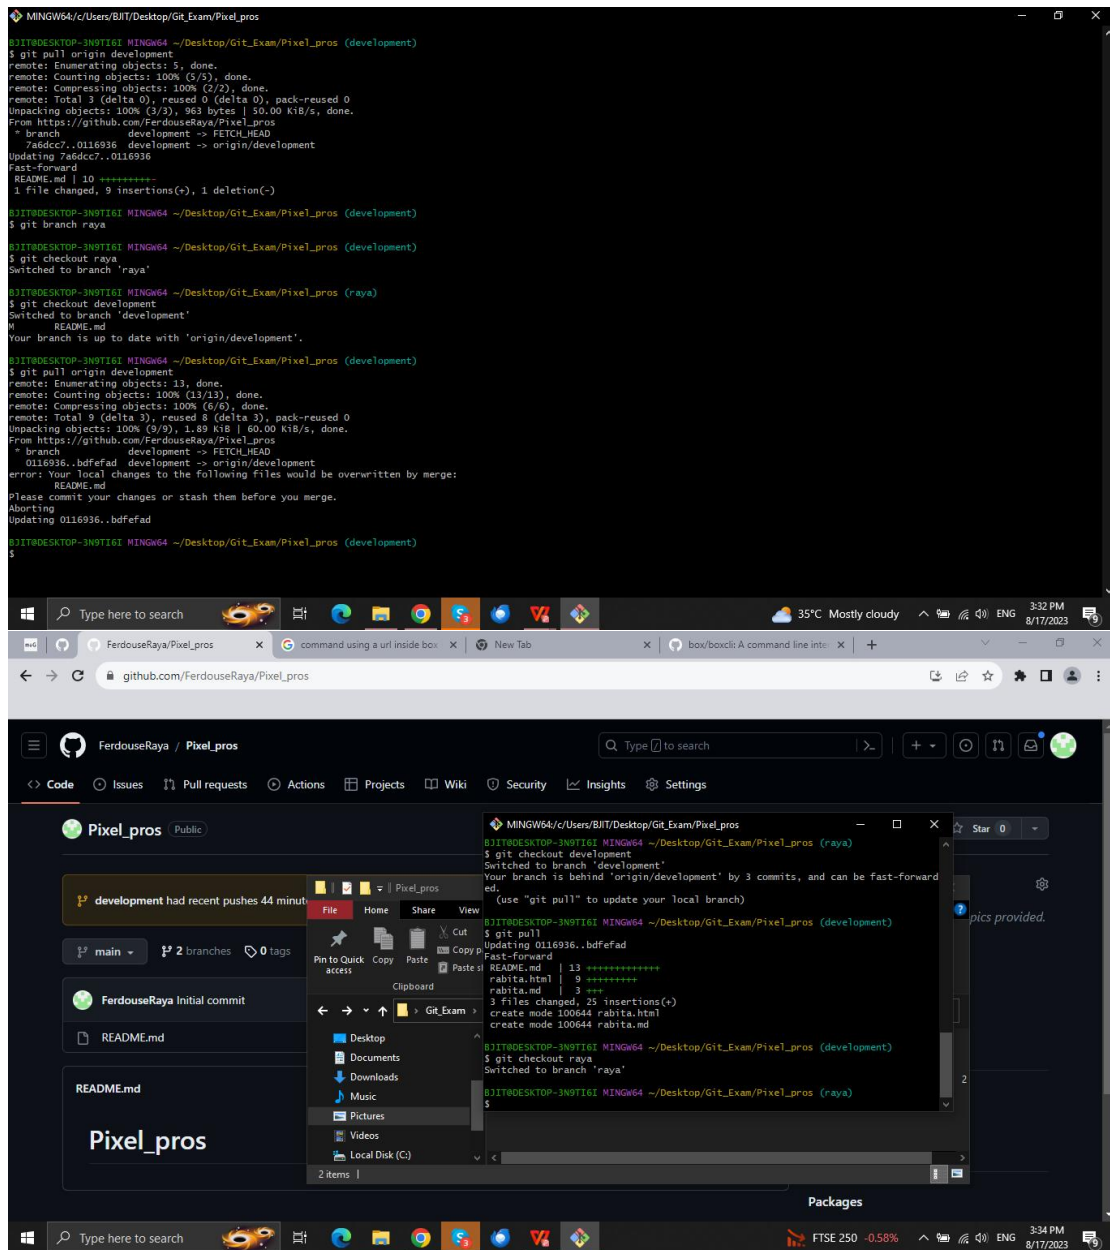 MINGW64:/c/Users/BJIT/Desktop/Git_Exam/Pixel_pros
BJIT@DESKTOP-3N9TI6I MINGW64 ~/Desktop/Git_Exam/Pixel_pros (development)
$ git pull origin development
remote: Enumerating objects: 5, done.
remote: Counting objects: 100% (5/5), done.
remote: Compressing objects: 100% (2/2), done.
remote: Total 3 (delta 0), reused 0 (delta 0), pack-reused 0
Unpacking objects: 100% (3/3), 963 bytes | 50.00 KiB/s, done.
From https://github.com/FerdouseRaya/Pixel_pros
* branch development -> FETCH_HEAD
7a6dcc7..0116936 development -> origin/development
Updating 7a6dcc7..0116936
Fast-forward
README.md | 10 +++++++++-
1 file changed, 9 insertions(+), 1 deletion(-)
BJIT@DESKTOP-3N9TI6I MINGW64 ~/Desktop/Git_Exam/Pixel_pros (development)
$ git branch raya
BJIT@DESKTOP-3N9TI6I MINGW64 ~/Desktop/Git_Exam/Pixel_pros (development)
$ git checkout raya
Switched to branch 'raya'
BJIT@DESKTOP-3N9TI6I MINGW64 ~/Desktop/Git_Exam/Pixel_pros (raya)
$ git checkout development
Switched to branch 'development'
M README.md
Your branch is up to date with 'origin/development'.
BJIT@DESKTOP-3N9TI6I MINGW64 ~/Desktop/Git_Exam/Pixel_pros (development)
$ git pull origin development
remote: Enumerating objects: 13, done.
remote: Counting objects: 100% (13/13), done.
remote: Compressing objects: 100% (6/6), done.
remote: Total 9 (delta 3), reused 8 (delta 3), pack-reused 0
Unpacking objects: 100% (9/9), 1.89 KiB | 60.00 KiB/s, done.
From https://github.com/FerdouseRaya/Pixel_pros
* branch development -> FETCH_HEAD
0116936..bdfefad development -> origin/development
error: Your local changes to the following files would be overwritten by merge:
README.md
Please commit your changes or stash them before you merge.
Aborting
Updating 0116936..bdfefad
BJIT@DESKTOP-3N9TI6I MINGW64 ~/Desktop/Git_Exam/Pixel_pros (development)
$
Type here to search
35°C Mostly cloudy
ENG
3:32 PM
8/17/2023
FerdouseRaya/Pixel_pros
command using a url inside box
New Tab
box/boxcli: A command line inte
github.com/FerdouseRaya/Pixel_pros
FerdouseRaya / Pixel_pros
Type / to search
Code Issues Pull requests Actions Projects Wiki Security Insights Settings
Pixel_pros Public
Star 0
development had recent pushes 44 minut
main 2 branches 0 tags
FerdouseRaya Initial commit
README.md
README.md
Pixel_pros
pics provided.
2
Packages
Pixel_pros
File Home Share View
Pin to Quick access
Copy
Paste
Cut
Copy p
Paste s
Clipboard
Git_Exam
Desktop
Documents
Downloads
Music
Pictures
Videos
Local Disk (C:)
2 items
MINGW64:/c/Users/BJIT/Desktop/Git_Exam/Pixel_pros
BJIT@DESKTOP-3N9TI6I MINGW64 ~/Desktop/Git_Exam/Pixel_pros (raya)
$ git checkout development
Switched to branch 'development'
Your branch is behind 'origin/development' by 3 commits, and can be fast-forward
ed.
(use "git pull" to update your local branch)
BJIT@DESKTOP-3N9TI6I MINGW64 ~/Desktop/Git_Exam/Pixel_pros (development)
$ git pull
Updating 0116936..bdfefad
Fast-forward
README.md | 13 +++++++++++++
rabita.html | 9 +++++++++
rabita.md | 3 +++
3 files changed, 25 insertions(+)
create mode 100644 rabita.html
create mode 100644 rabita.md
BJIT@DESKTOP-3N9TI6I MINGW64 ~/Desktop/Git_Exam/Pixel_pros (development)
$ git checkout raya
Switched to branch 'raya'
BJIT@DESKTOP-3N9TI6I MINGW64 ~/Desktop/Git_Exam/Pixel_pros (raya)
$
Type here to search
FTSE 250 -0.58%
ENG
3:34 PM
8/17/2023